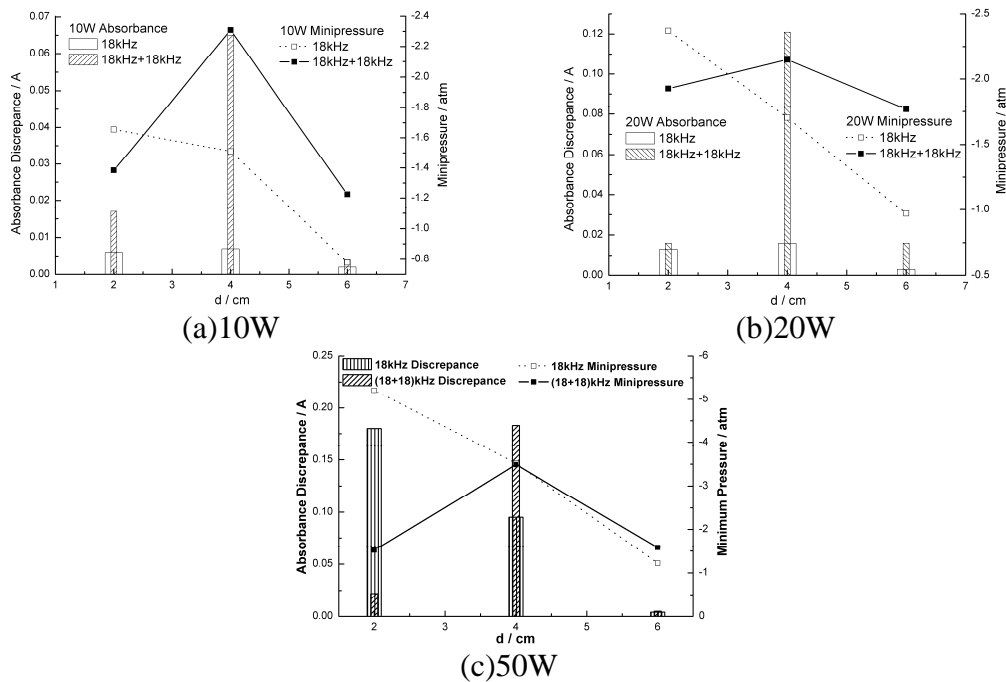 0.07
0.06
0.05
0.04
0.03
0.02
0.01
0.00
Absorbance Discrepance / A
10W Absorbance
18kHz
18kHz+18kHz
10W Minipressure
18kHz
18kHz+18kHz
-2.4
-2.2
-2.0
-1.8
-1.6
-1.4
-1.2
-1.0
-0.8
Minipressure / atm
1 2 3 4 5 6 7
d / cm
(a)10W
0.12
0.10
0.08
0.06
0.04
0.02
0.00
Absorbance Discrepance / A
20W Absorbance
18kHz
18kHz+18kHz
20W Minipressure
18kHz
18kHz+18kHz
-2.5
-2.0
-1.5
-1.0
-0.5
Minipressure / atm
1 2 3 4 5 6 7
d / cm
(b)20W
0.25
0.20
0.15
0.10
0.05
0.00
Absorbance Discrepance / A
18kHz Discrepance
(18+18)kHz Discrepance
18kHz Minipressure
(18+18)kHz Minipressure
-6
-5
-4
-3
-2
-1
0
Minimum Pressure / atm
2 3 4 5 6
d / cm
(c)50W